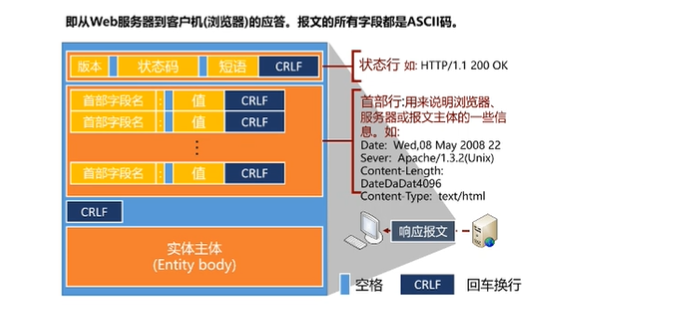 即从Web服务器到客户机(浏览器)的应答。报文的所有字段都是ASCII码。
版本 状态码 短语 CRLF
状态行 如: HTTP/1.1 200 OK
首部字段名 : 值 CRLF
首部字段名 : 值 CRLF
⋮
首部字段名 : 值 CRLF
首部行:用来说明浏览器、
服务器或报文主体的一些信
息。如:
Date: Wed,08 May 2008 22
Sever: Apache/1.3.2(Unix)
Content-Length:
DateDaDat4096
Content-Type: text/html
CRLF
响应报文
实体主体
(Entity body)
空格 CRLF 回车换行